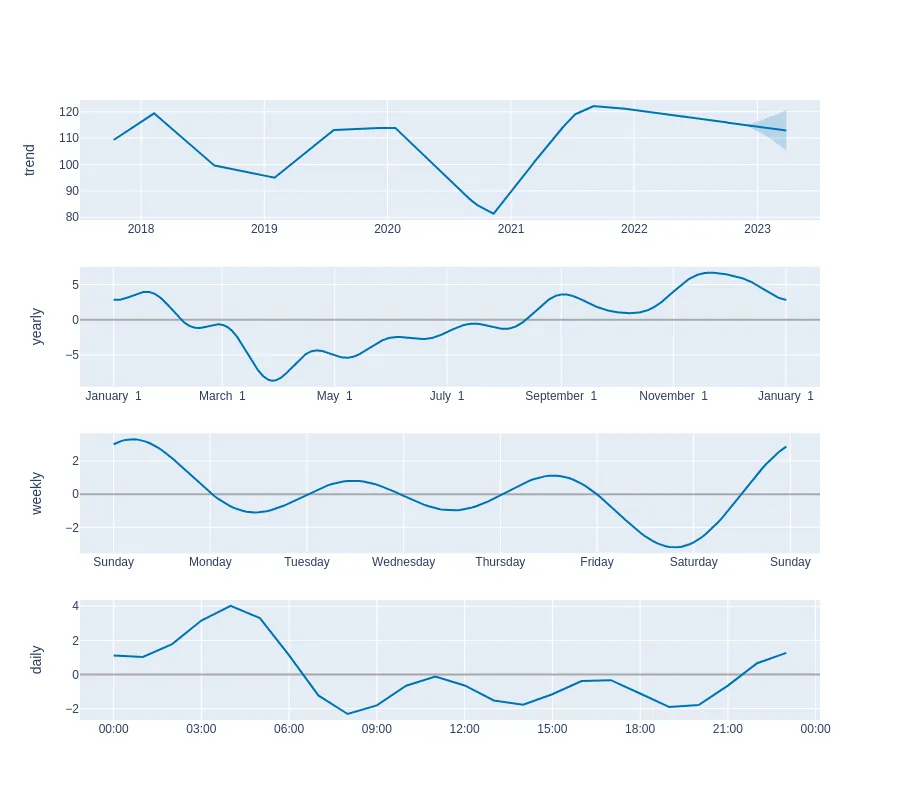 trend
120
110
100
90
80
2018 2019 2020 2021 2022 2023
yearly
5
0
−5
January 1 March 1 May 1 July 1 September 1 November 1 January 1
weekly
2
0
−2
Sunday Monday Tuesday Wednesday Thursday Friday Saturday Sunday
daily
4
2
0
−2
00:00 03:00 06:00 09:00 12:00 15:00 18:00 21:00 00:00